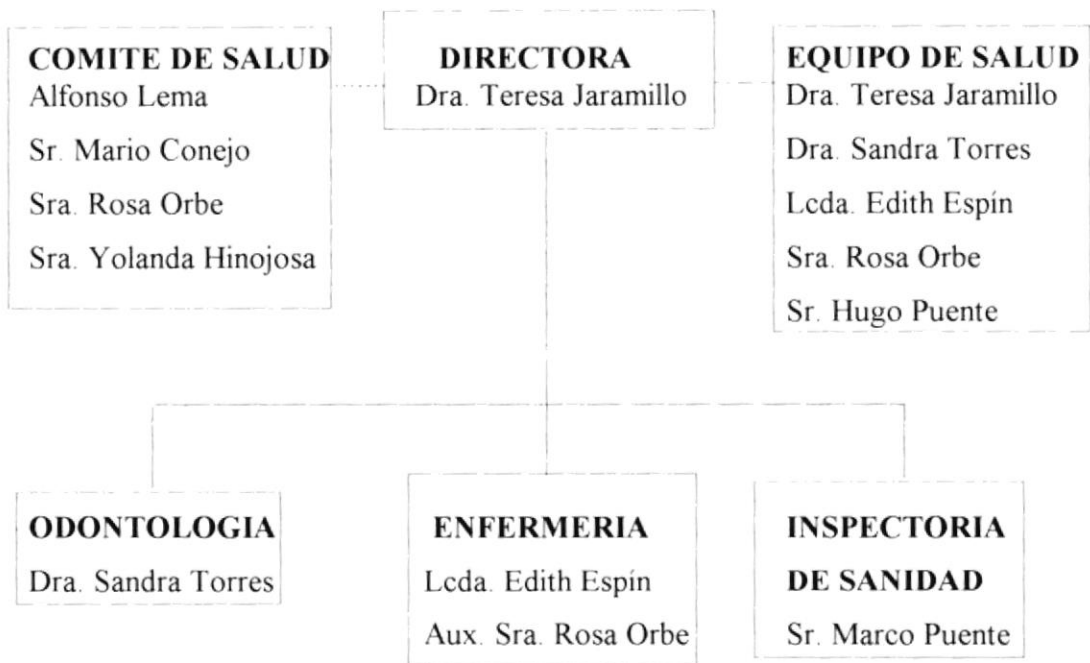 COMITE DE SALUD
Alfonso Lema
Sr. Mario Conejo
Sra. Rosa Orbe
Sra. Yolanda Hinojosa
DIRECTORA
Dra. Teresa Jaramillo
EQUIPO DE SALUD
Dra. Teresa Jaramillo
Dra. Sandra Torres
Lcda. Edith Espín
Sra. Rosa Orbe
Sr. Hugo Puente
ODONTOLOGIA
Dra. Sandra Torres
ENFERMERIA
Lcda. Edith Espín
Aux. Sra. Rosa Orbe
INSPECTORIA
DE SANIDAD
Sr. Marco Puente